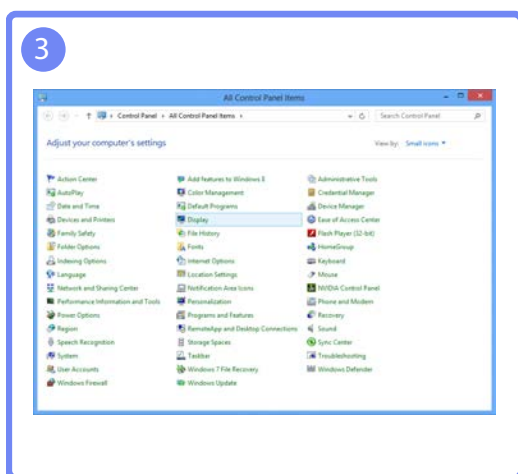 3
All Control Panel Items
Control Panel All Control Panel Items Search Control Panel
Adjust your computer's settings View by: Small icons
Action Center Add features to Windows 8 Administrative Tools
AutoPlay Color Management Credential Manager
Date and Time Default Programs Device Manager
Devices and Printers Display Ease of Access Center
Family Safety File History Flash Player (32-bit)
Folder Options Fonts HomeGroup
Indexing Options Internet Options Keyboard
Language Location Settings Mouse
Network and Sharing Center Notification Area Icons NVIDIA Control Panel
Performance Information and Tools Personalization Phone and Modem
Power Options Programs and Features Recovery
Region RemoteApp and Desktop Connections Sound
Speech Recognition Storage Spaces Sync Center
System Taskbar Troubleshooting
User Accounts Windows 7 File Recovery Windows Defender
Windows Firewall Windows Update